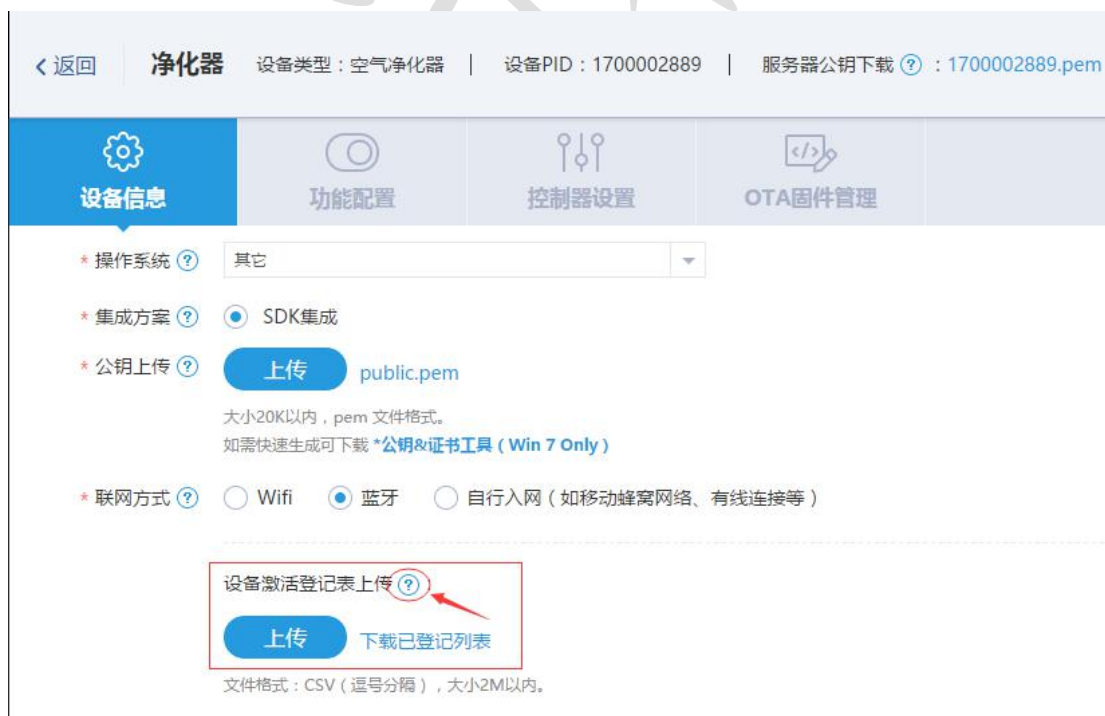 返回 净化器 设备类型：空气净化器 | 设备PID：1700002889 | 服务器公钥下载 ? ：1700002889.pem
设备信息 功能配置 控制器设置 OTA固件管理
* 操作系统 ? 其它
* 集成方案 ? SDK集成
* 公钥上传 ? 上传 public.pem
大小20K以内，pem 文件格式。
如需快速生成可下载 *公钥&证书工具（Win 7 Only）
* 联网方式 ? Wifi 蓝牙 自行入网（如移动蜂窝网络、有线连接等）
设备激活登记表上传 ?
上传 下载已登记列表
文件格式：CSV（逗号分隔），大小2M以内。